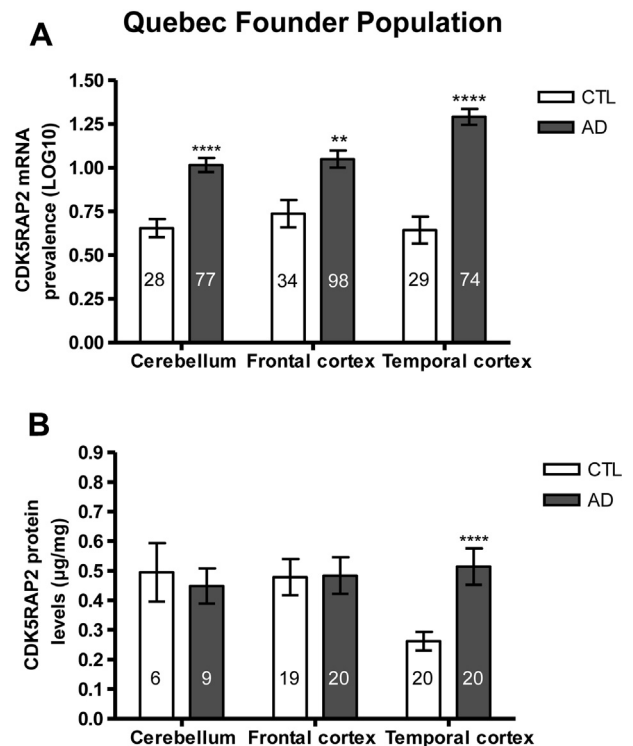 Quebec Founder Population
A
CDK5RAP2 mRNA
prevalence (LOG10)
1.50
1.25
1.00
0.75
0.50
0.25
0.00
**** ** ****
28 77 34 98 29 74
Cerebellum Frontal cortex Temporal cortex
CTL
AD
B
CDK5RAP2 protein
levels (µg/mg)
0.9
0.8
0.7
0.6
0.5
0.4
0.3
0.2
0.1
0.0
****
6 9 19 20 20 20
Cerebellum Frontal cortex Temporal cortex
CTL
AD